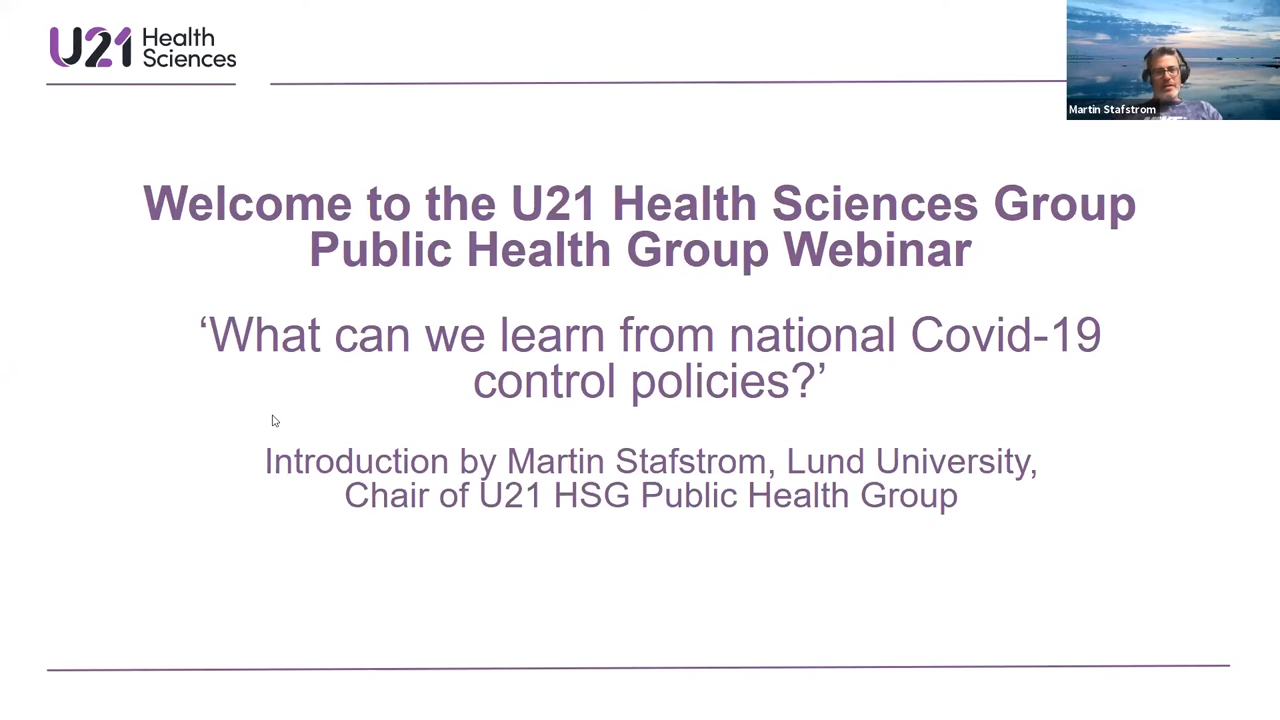 U21 Health
Sciences
Martin Stafstrom
Welcome to the U21 Health Sciences Group
Public Health Group Webinar
‘What can we learn from national Covid-19
control policies?’
Introduction by Martin Stafstrom, Lund University,
Chair of U21 HSG Public Health Group